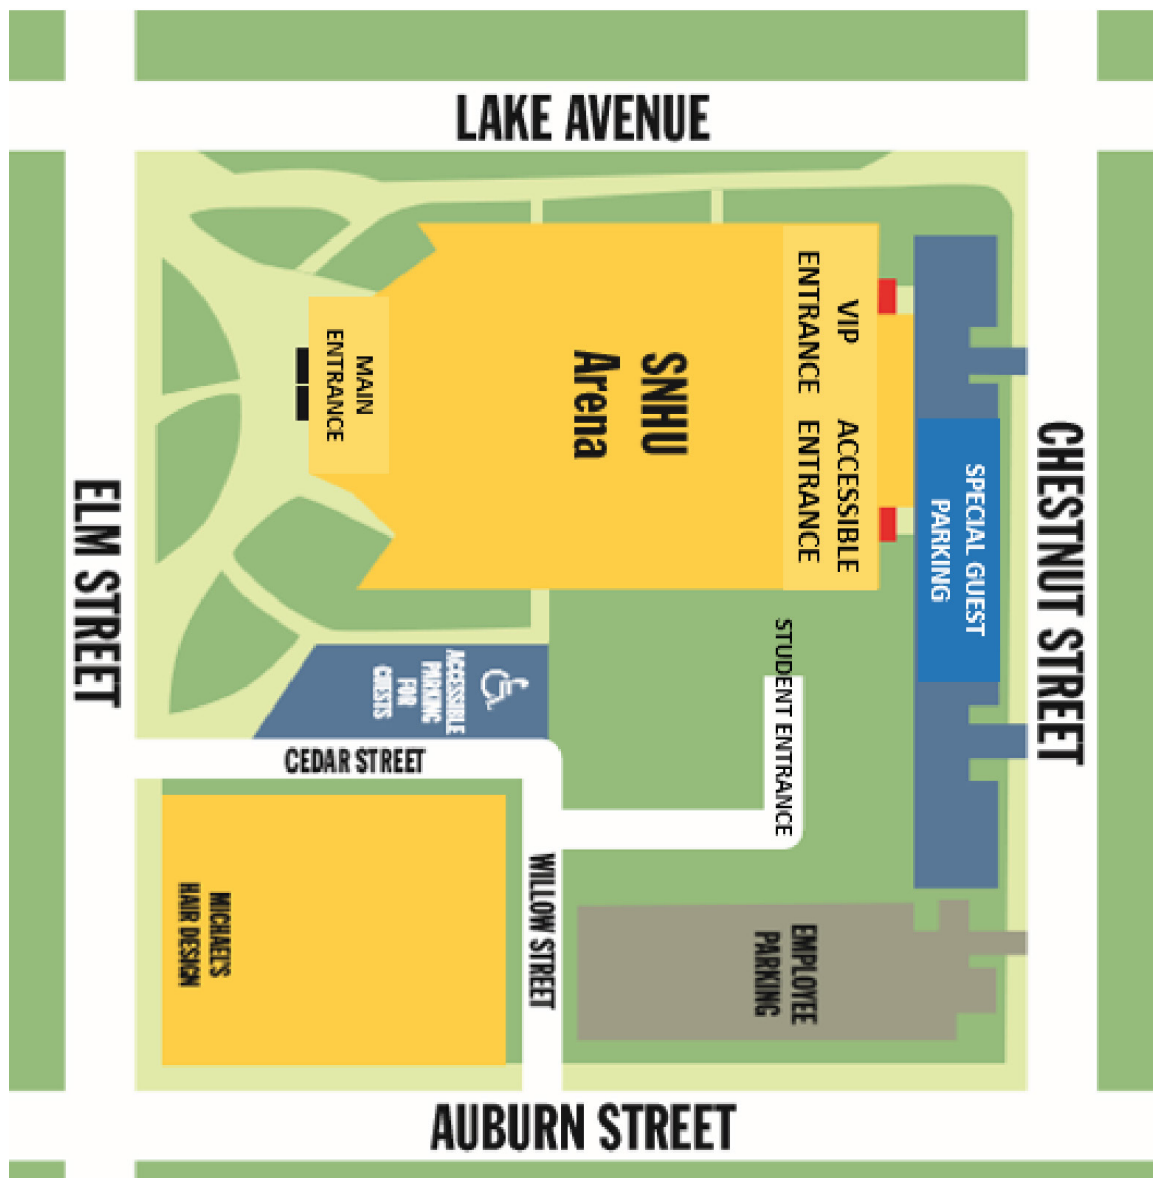 LAKE AVENUE
VIP
ENTRANCE
MAIN
ENTRANCE
SNHU
Arena
ACCESSIBLE
ENTRANCE
SPECIAL GUEST
PARKING
CHESTNUT STREET
ELM STREET
STUDENT ENTRANCE
ACCESSIBLE
PARKING
FOR
GUESTS
CEDAR STREET
WILLOW STREET
MICHAEL'S
HAIR DESIGN
EMPLOYEE
PARKING
AUBURN STREET